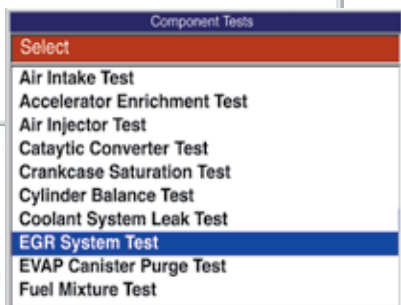 Component Tests
Select
Air Intake Test
Accelerator Enrichment Test
Air Injector Test
Cataytic Converter Test
Crankcase Saturation Test
Cylinder Balance Test
Coolant System Leak Test
EGR System Test
EVAP Canister Purge Test
Fuel Mixture Test